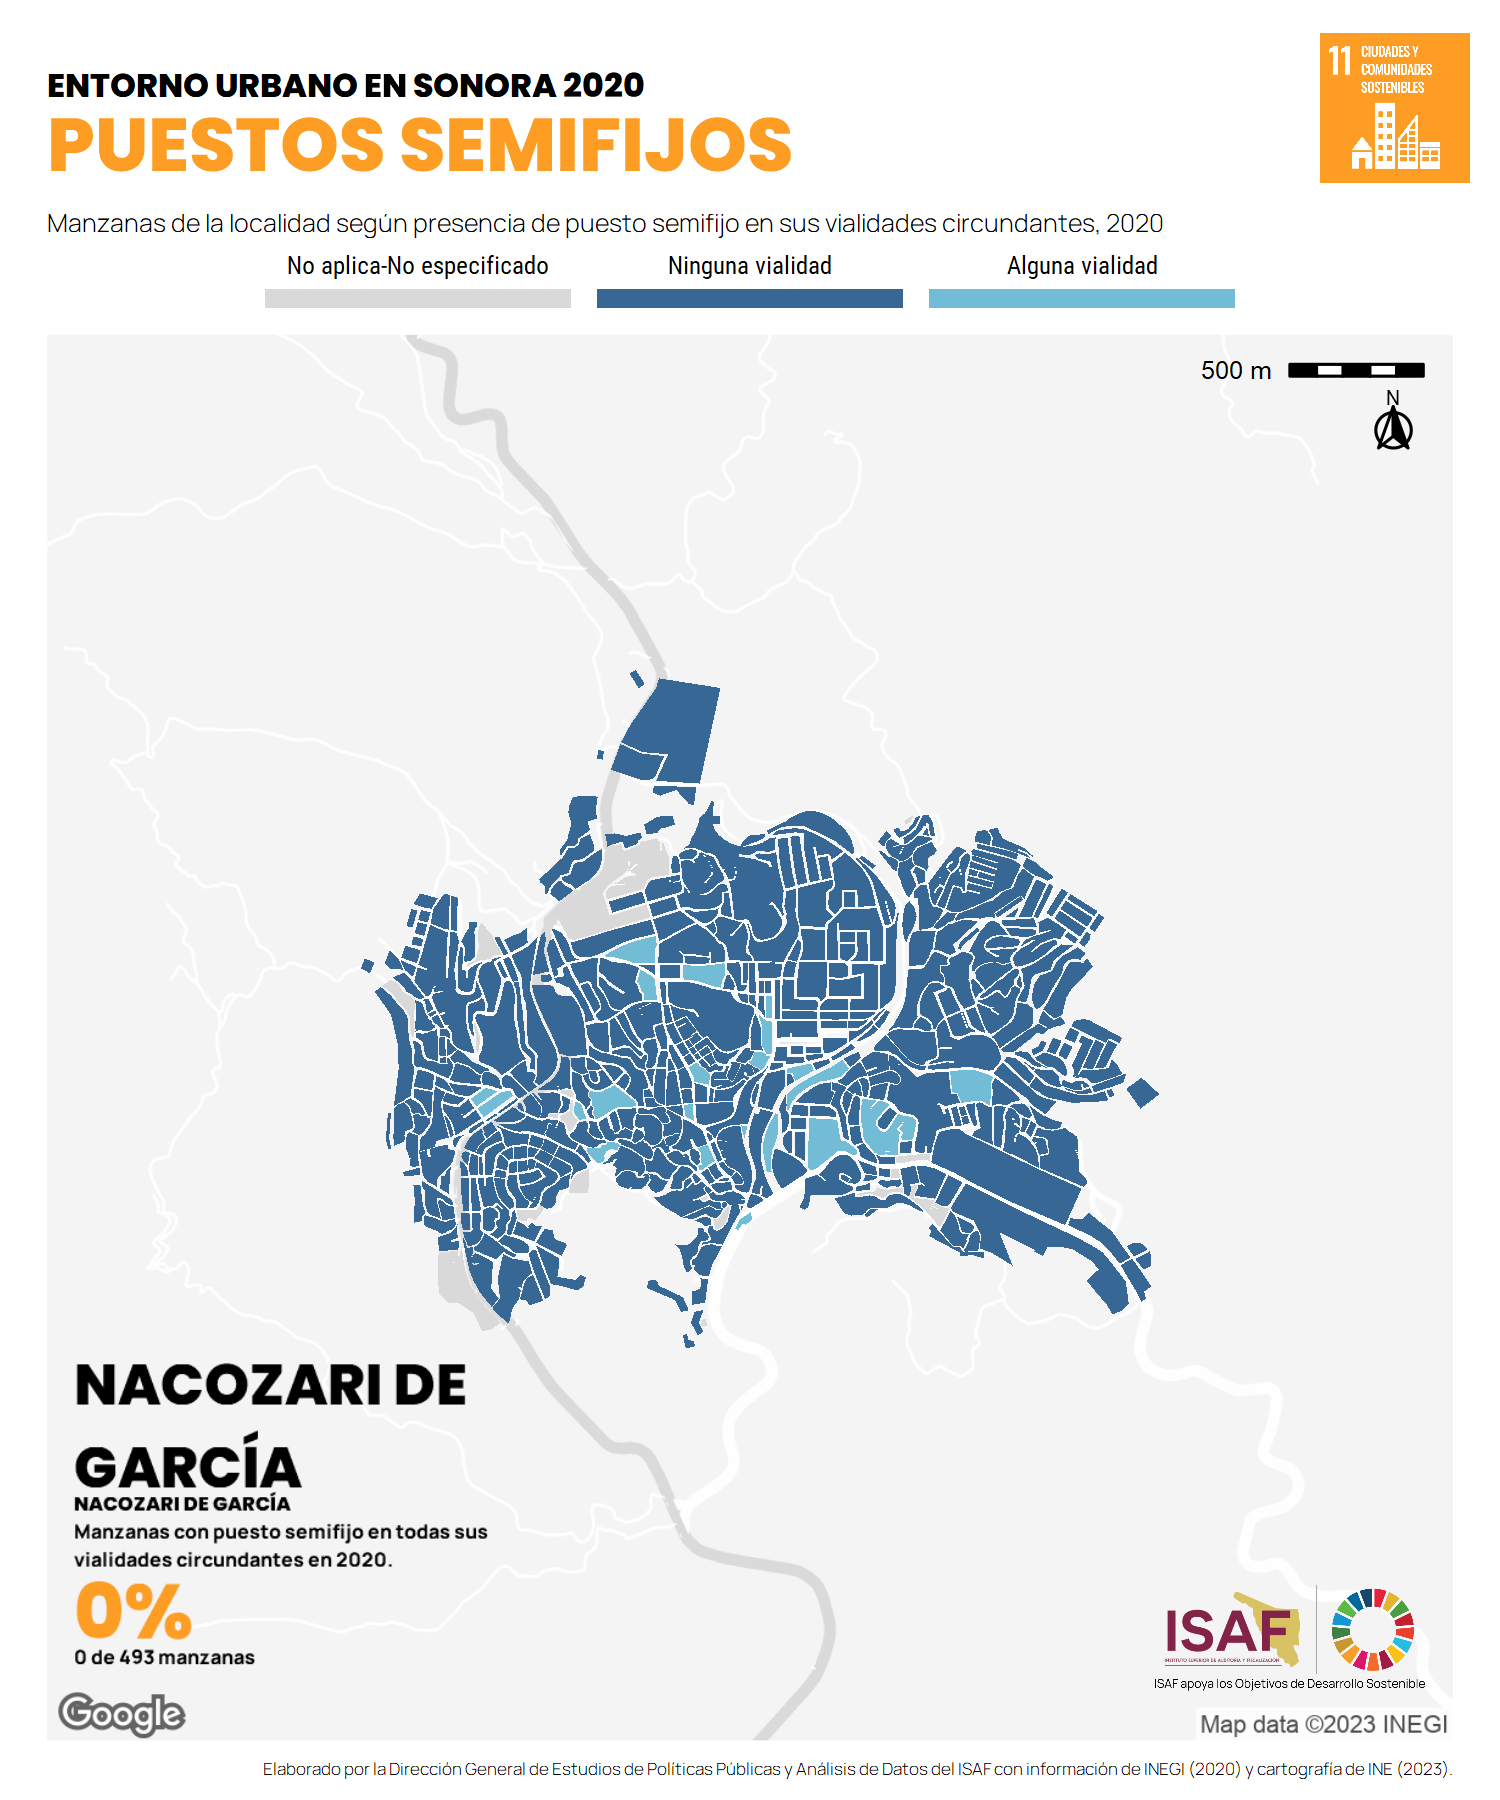 ENTORNO URBANO EN SONORA 2020
PUESTOS SEMIFIJOS
11 CIUDADES Y
COMUNIDADES
SOSTENIBLES
Manzanas de la localidad según presencia de puesto semifijo en sus vialidades circundantes, 2020
No aplica-No especificado
Ninguna vialidad
Alguna vialidad
500 m
N
NACOZARI DE
GARCÍA
NACOZARI DE GARCÍA
Manzanas con puesto semifijo en todas sus
vialidades circundantes en 2020.
0%
0 de 493 manzanas
Google
ISAF
INSTITUTO SUPERIOR DE AUDITORÍA Y FISCALIZACIÓN
ISAF apoya los Objetivos de Desarrollo Sostenible
Map data ©2023 INEGI
Elaborado por la Dirección General de Estudios de Políticas Públicas y Análisis de Datos del ISAF con información de INEGI (2020) y cartografía de INE (2023).